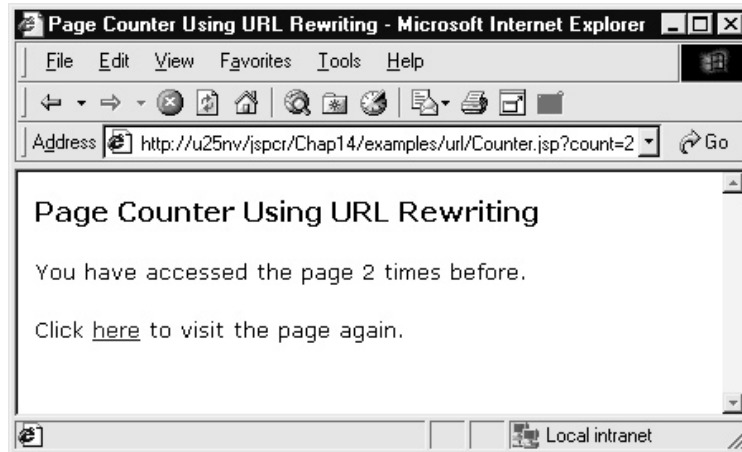 Page Counter Using URL Rewriting - Microsoft Internet Explorer
File Edit View Favorites Tools Help
Address http://u25nv/jspcr/Chap14/examples/url/Counter.jsp?count=2 Go
Page Counter Using URL Rewriting
You have accessed the page 2 times before.
Click here to visit the page again.
Local intranet